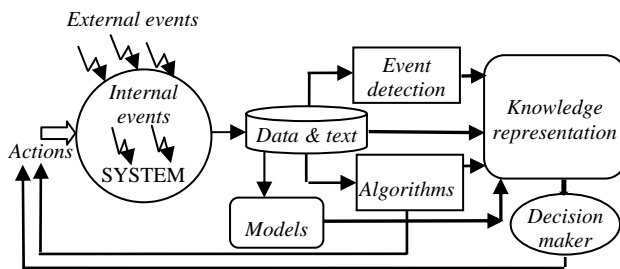 External events
Internal
events
SYSTEM
Actions
Data & text
Event
detection
Algorithms
Models
Knowledge
representation
Decision
maker